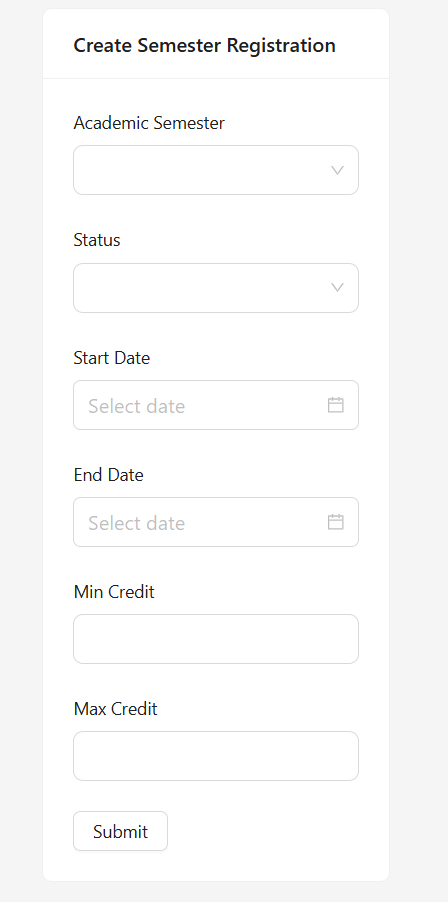 Create Semester Registration
Academic Semester
Status
Start Date
Select date
End Date
Select date
Min Credit
Max Credit
Submit